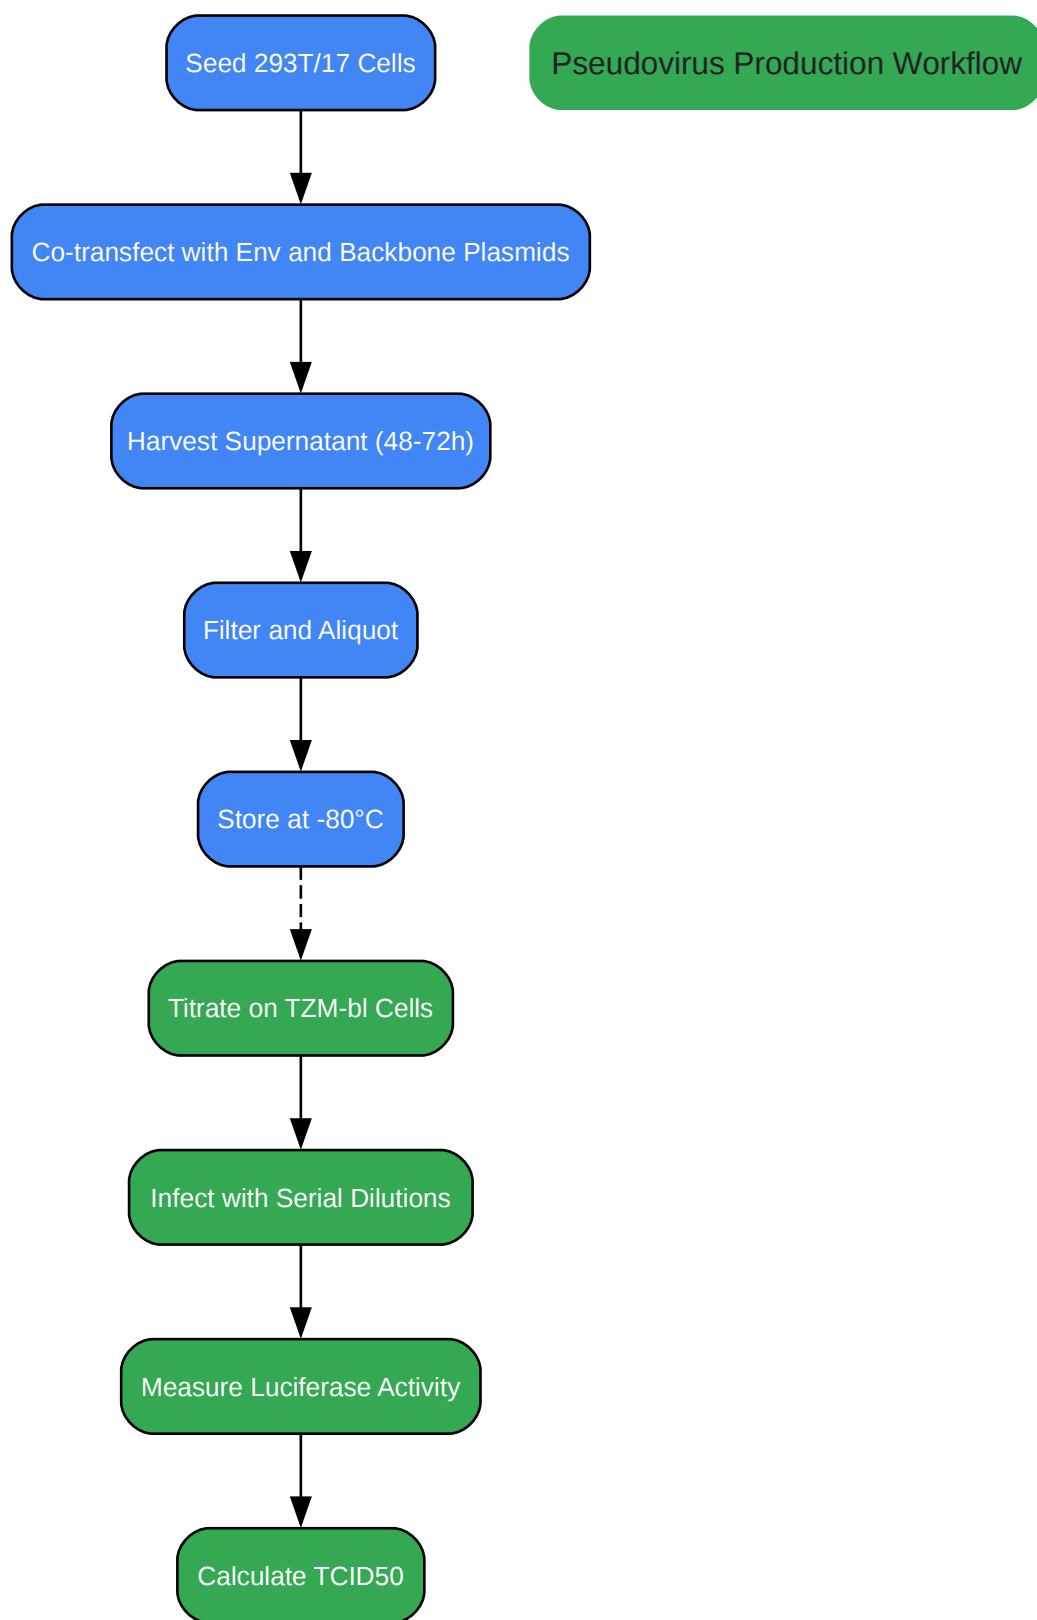 Seed 293T/17 Cells
Pseudovirus Production Workflow
Co-transfect with Env and Backbone Plasmids
Harvest Supernatant (48-72h)
Filter and Aliquot
Store at -80°C
Titrate on TZM-bl Cells
Infect with Serial Dilutions
Measure Luciferase Activity
Calculate TCID50